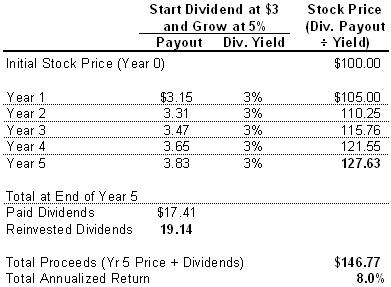 Start Dividend at $3 Stock Price
and Grow at 5% (Div. Payout
Payout Div. Yield ÷ Yield)
Initial Stock Price (Year 0) $100.00
Year 1 $3.15 3% $105.00
Year 2 3.31 3% 110.25
Year 3 3.47 3% 115.76
Year 4 3.65 3% 121.55
Year 5 3.83 3% 127.63
Total at End of Year 5
Paid Dividends $17.41
Reinvested Dividends 19.14
Total Proceeds (Yr 5 Price + Dividends) $146.77
Total Annualized Return 8.0%